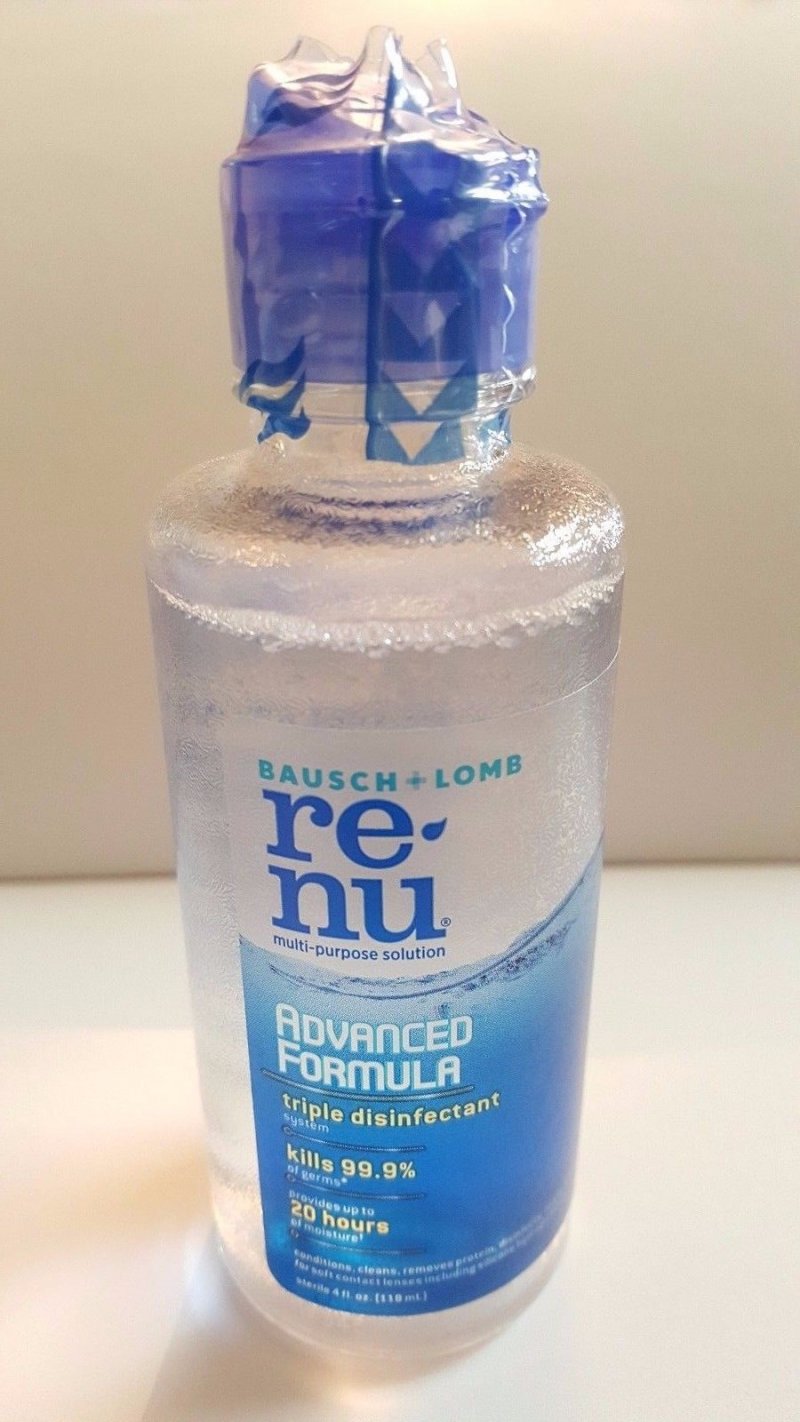 BAUSCH + LOMB
re
nu®
multi-purpose solution
ADVANCED
FORMULA
triple disinfectant
system
kills 99.9%
of germs*
provides up to
20 hours
of moisture†
conditions, cleans, removes protein,
for soft contact lenses including silicone
sterile 4 fl. oz. (118 mL)